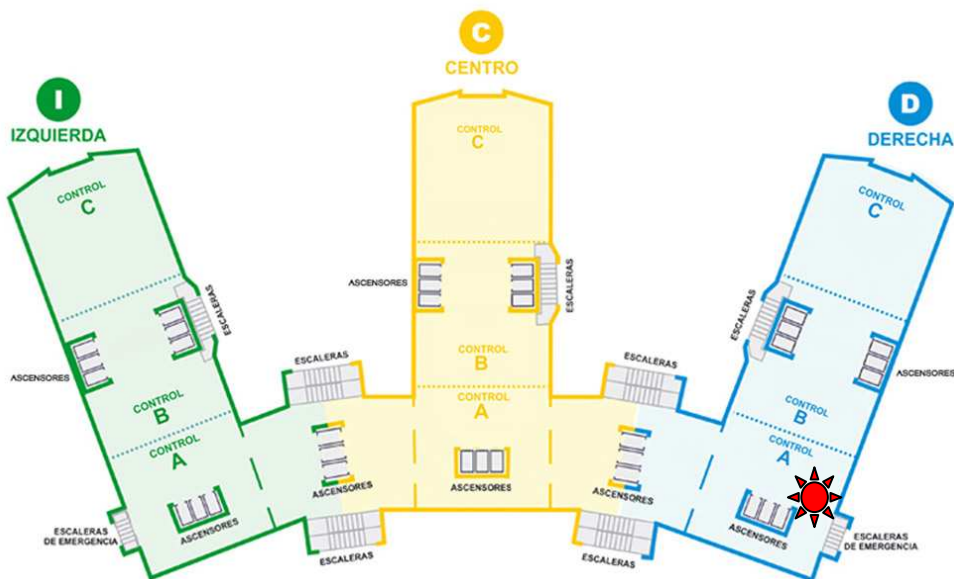 C
CENTRO
I
IZQUIERDA
D
DERECHA
CONTROL
C
CONTROL
C
CONTROL
C
ASCENSORES
ESCALERAS
ESCALERAS
ESCALERAS
ASCENSORES
ASCENSORES
ESCALERAS
ESCALERAS
CONTROL
B
CONTROL
B
CONTROL
B
CONTROL
A
CONTROL
A
CONTROL
A
ASCENSORES
ASCENSORES
ASCENSORES
ASCENSORES
ASCENSORES
ESCALERAS
DE EMERGENCIA
ESCALERAS
ESCALERAS
ESCALERAS
DE EMERGENCIA